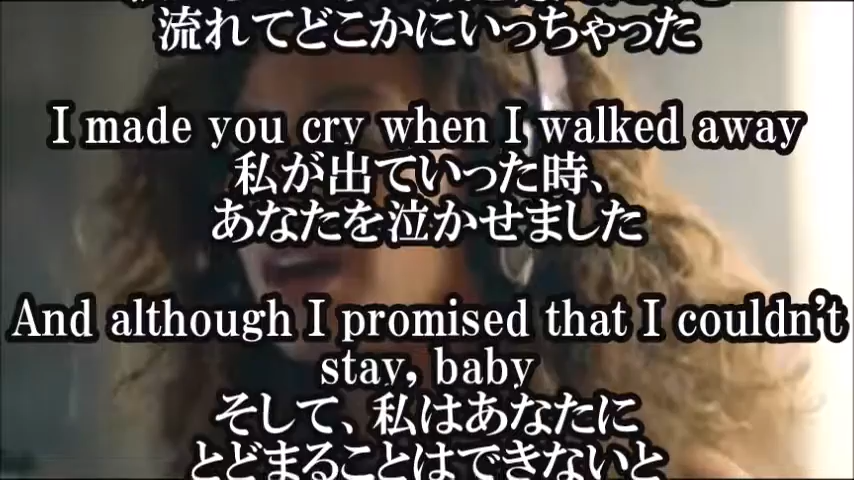 流れてどこかにいっちゃった
I made you cry when I walked away
私が出ていった時、
あなたを泣かせました
And although I promised that I couldn't
stay, baby
そして、私はあなたに
とどまることはできないと